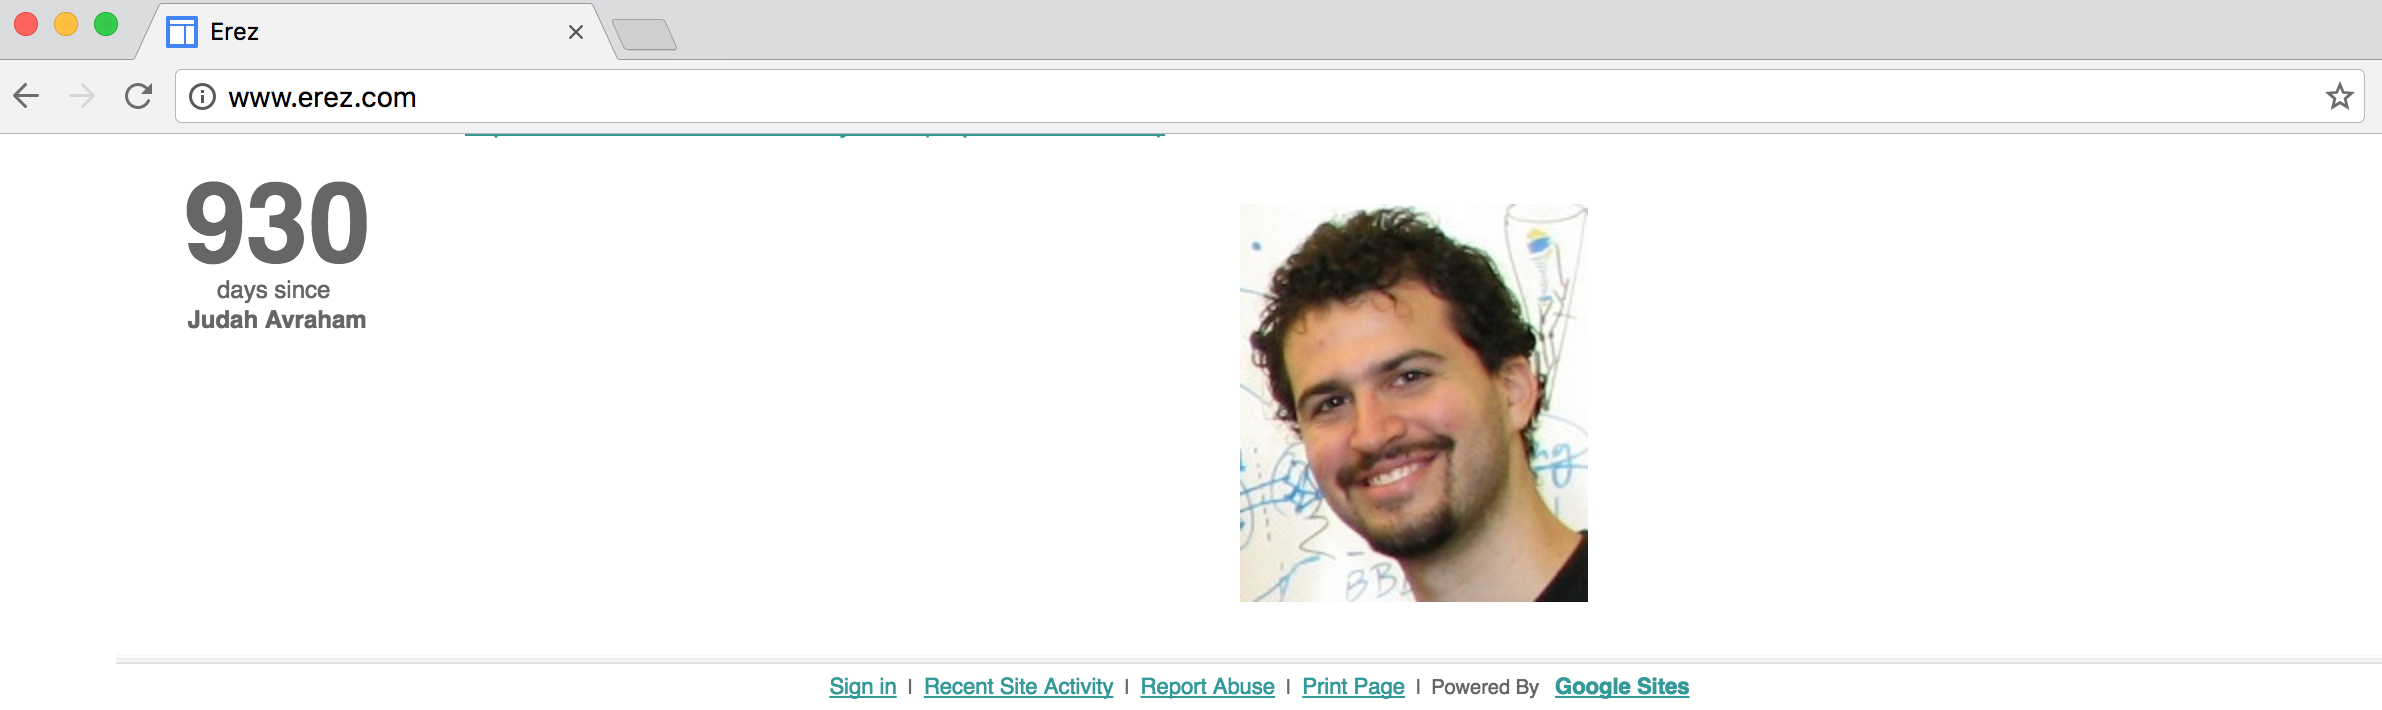 Erez
www.erez.com
930
days since
Judah Avraham
BB
Sign in | Recent Site Activity | Report Abuse | Print Page | Powered By Google Sites